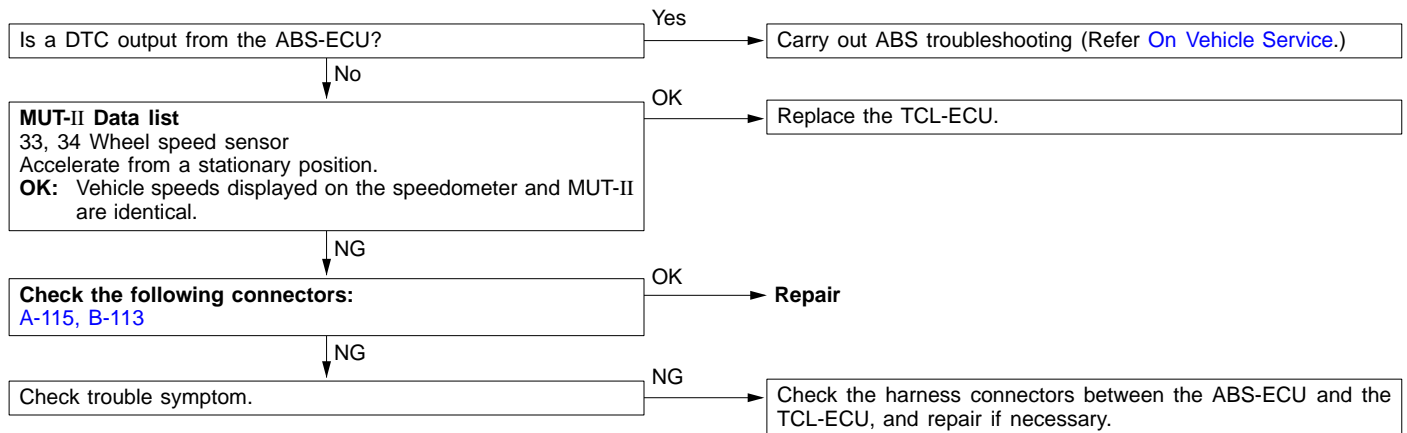 Yes
Is a DTC output from the ABS-ECU?
Carry out ABS troubleshooting (Refer On Vehicle Service.)
No
OK
MUT-II Data list
33, 34 Wheel speed sensor
Accelerate from a stationary position.
OK: Vehicle speeds displayed on the speedometer and MUT-II
are identical.
Replace the TCL-ECU.
NG
OK
Check the following connectors:
A-115, B-113
Repair
NG
NG
Check trouble symptom.
Check the harness connectors between the ABS-ECU and the
TCL-ECU, and repair if necessary.